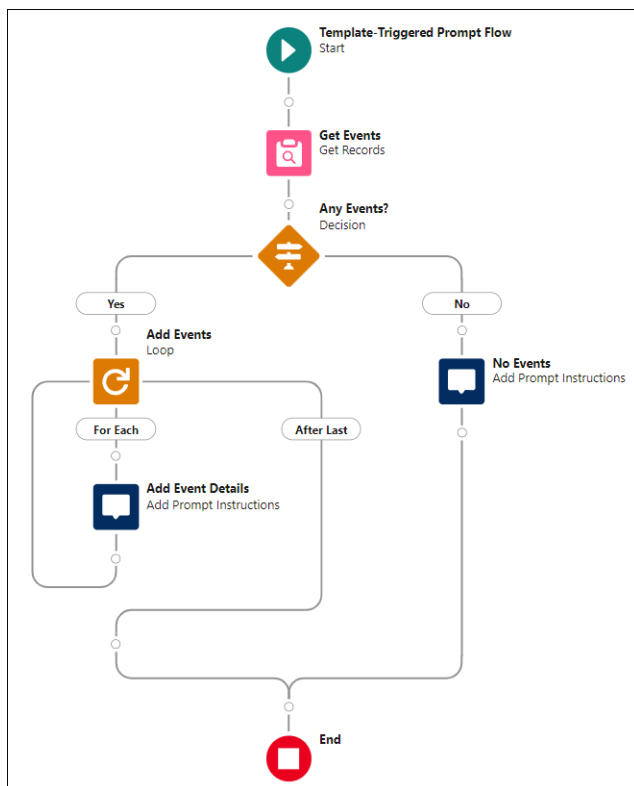 Template-Triggered Prompt Flow
Start
Get Events
Get Records
Any Events?
Decision
Yes
No
Add Events
Loop
No Events
Add Prompt Instructions
For Each
After Last
Add Event Details
Add Prompt Instructions
End